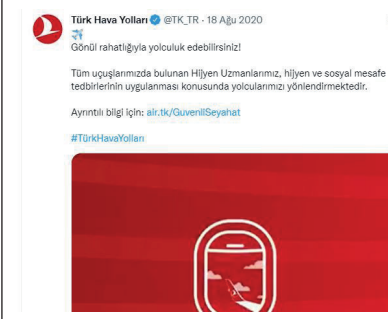 Türk Hava Yolları @TK_TR · 18 Ağu 2020
Gönül rahatlığıyla yolculuk edebilirsiniz!
Tüm uçuşlarımızda bulunan Hijyen Uzmanlarımız, hijyen ve sosyal mesafe
tedbirlerinin uygulanması konusunda yolcularımızı yönlendirmektedir.
Ayrıntılı bilgi için: air.tk/GuvenliSeyahat
#TürkHavaYolları